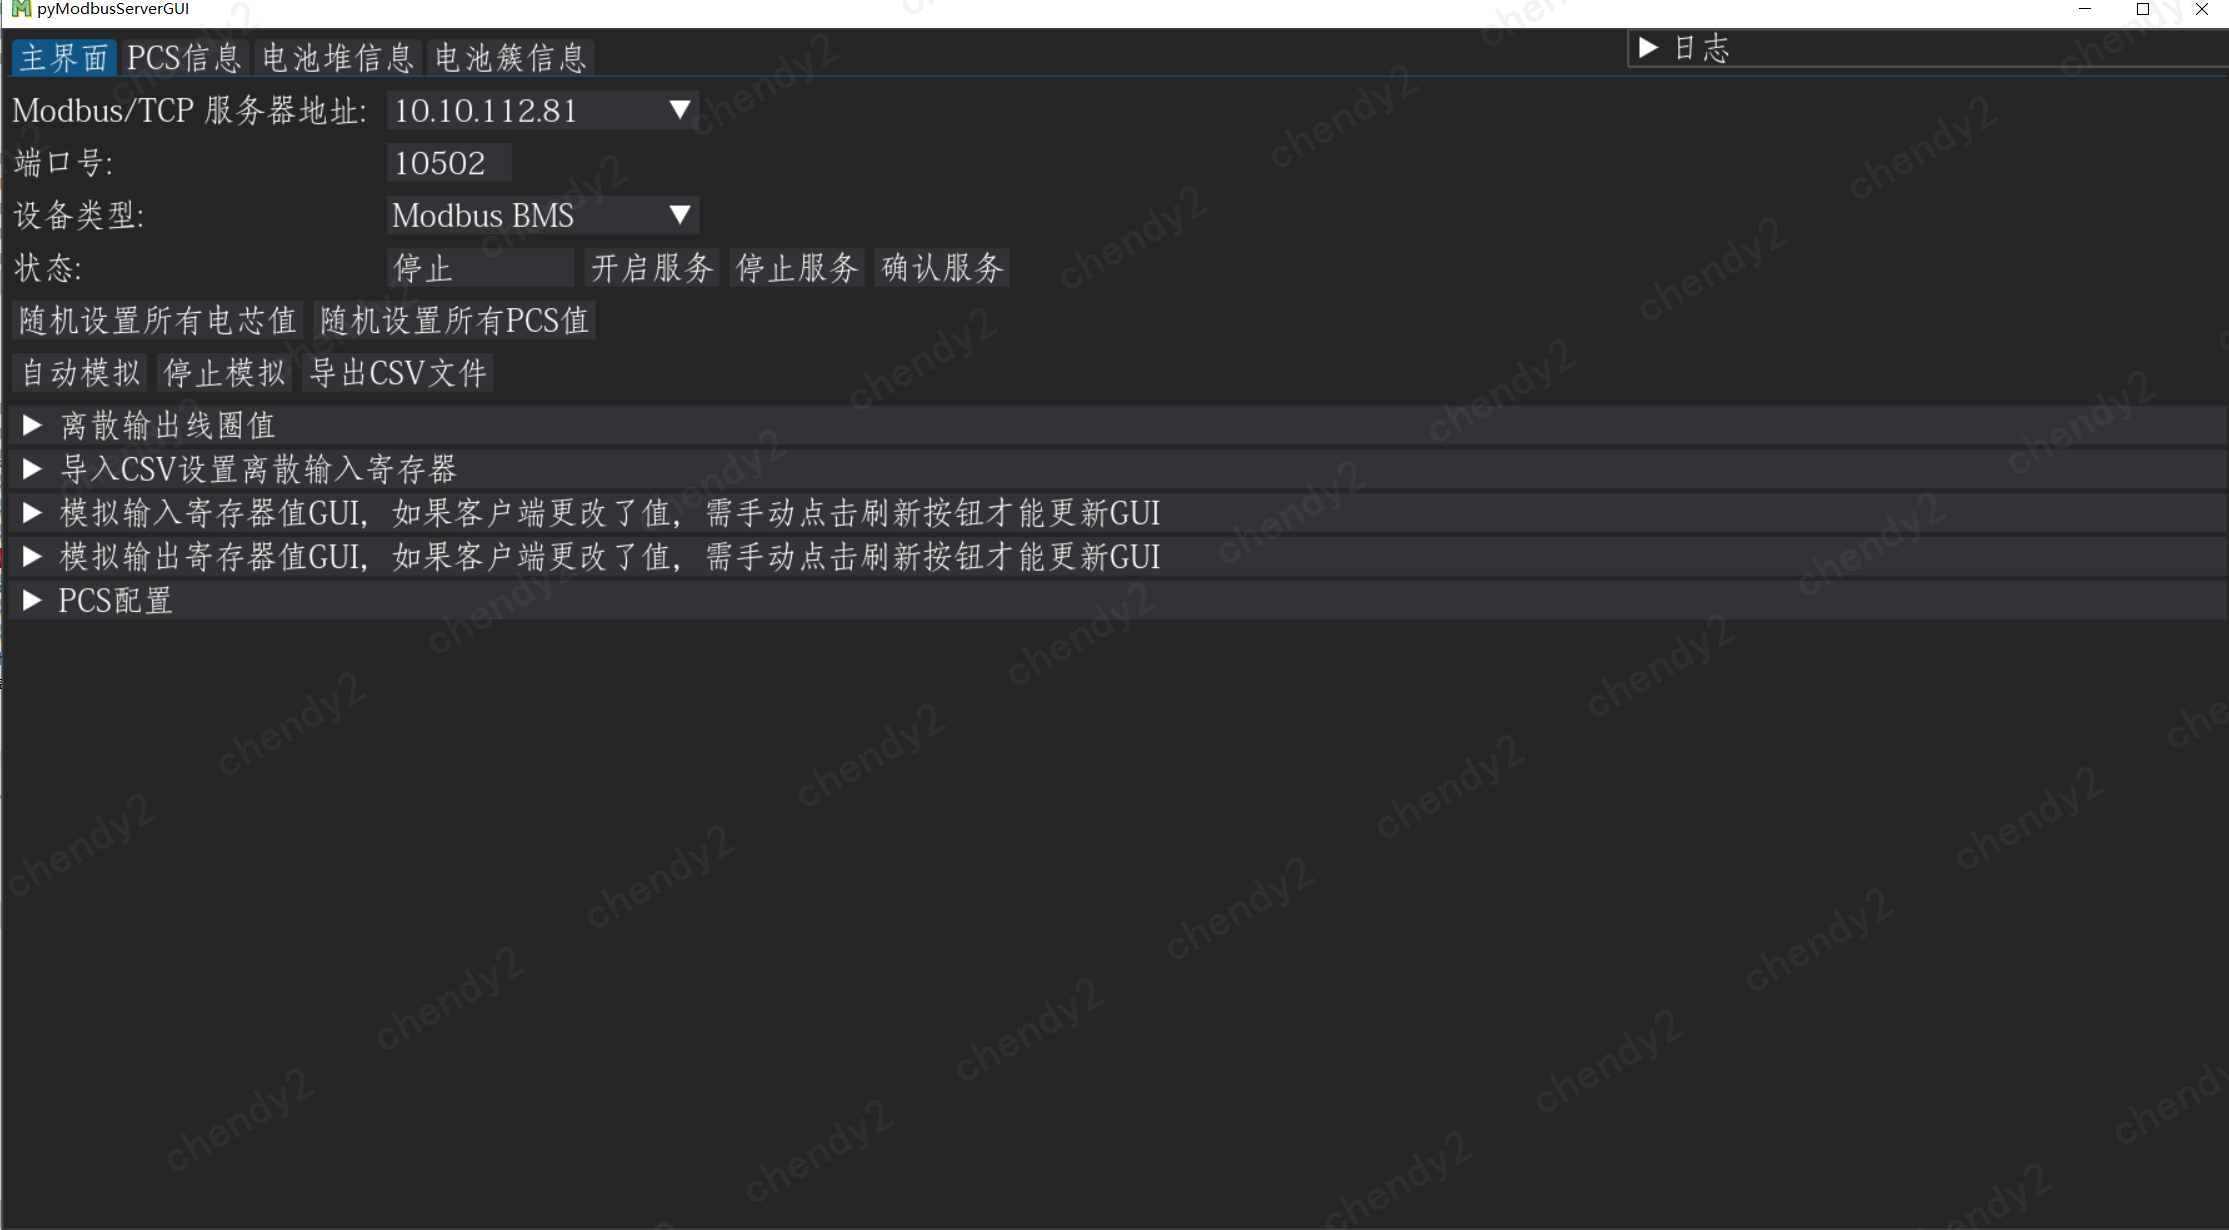 pyModbusServerGUI
主界面 PCS信息 电池堆信息 电池簇信息
日志
Modbus/TCP 服务器地址: 10.10.112.81
端口号: 10502
设备类型: Modbus BMS
状态: 停止 开启服务 停止服务 确认服务
随机设置所有电芯值 随机设置所有PCS值
自动模拟 停止模拟 导出CSV文件
离散输出线圈值
导入CSV设置离散输入寄存器
模拟输入寄存器值GUI，如果客户端更改了值，需手动点击刷新按钮才能更新GUI
模拟输出寄存器值GUI，如果客户端更改了值，需手动点击刷新按钮才能更新GUI
PCS配置
chendy2